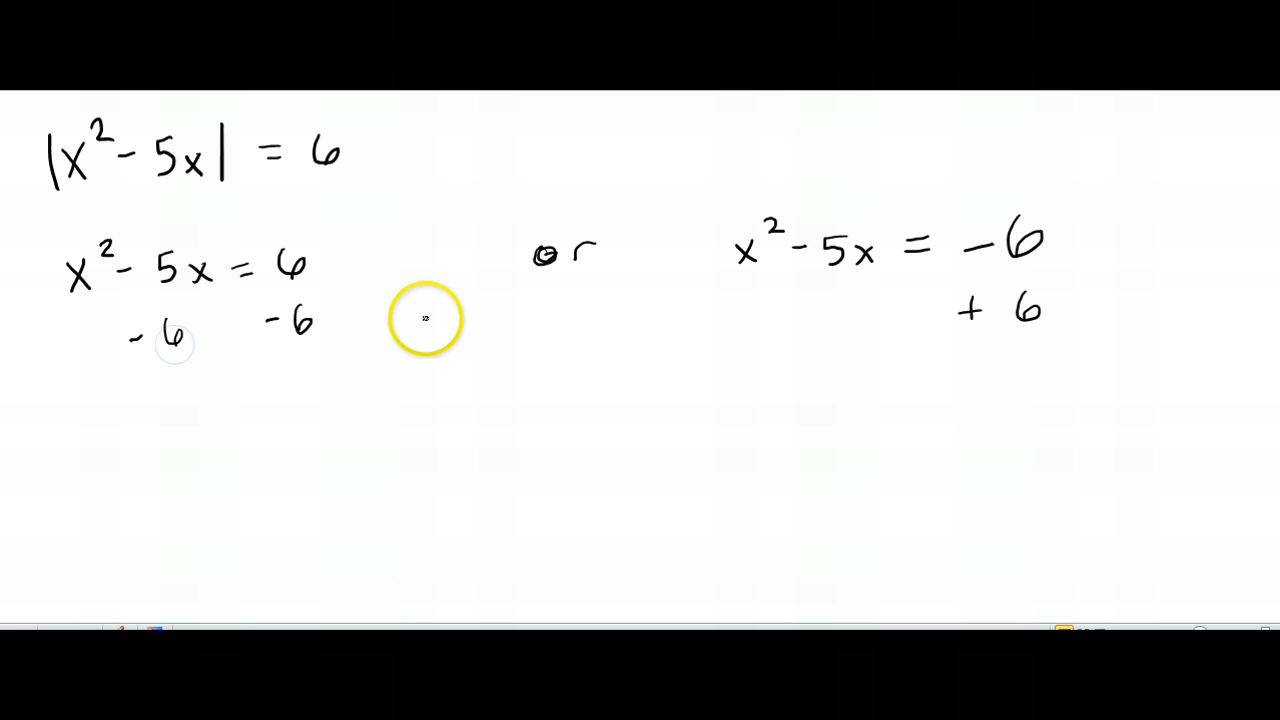 |x² - 5x| = 6
x² - 5x = 6 or x² - 5x = -6
- 6 - 6 + 6